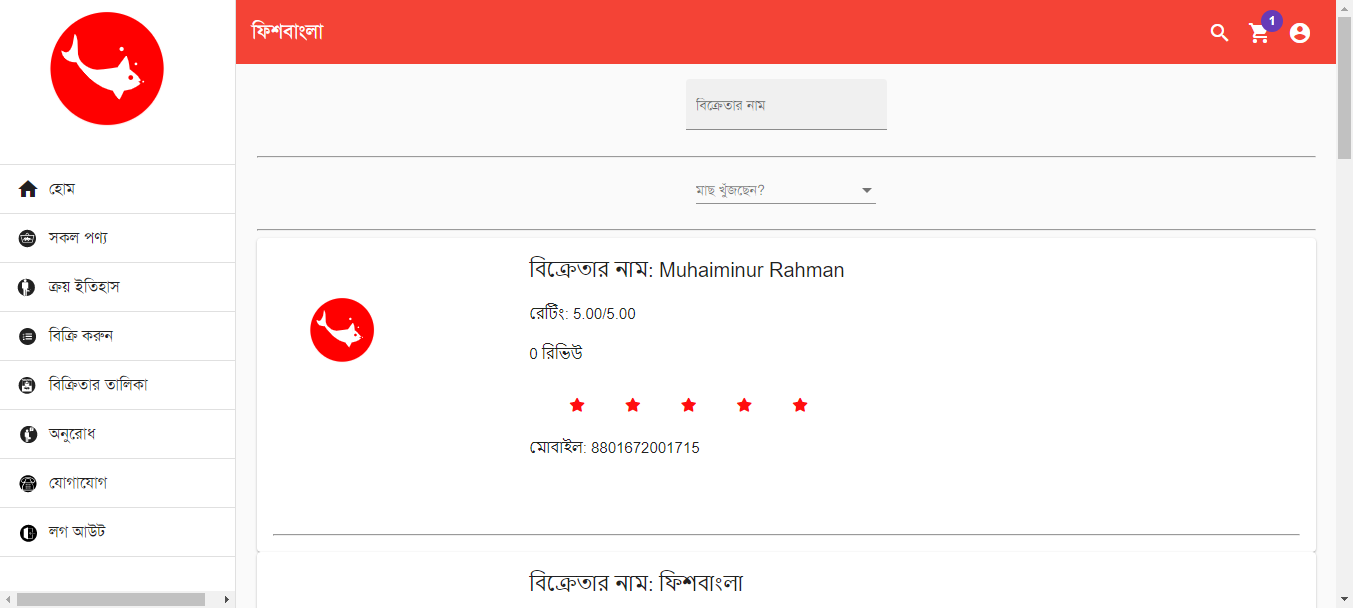 ফিশবাংলা
1
বিক্রেতার নাম
মাছ খুঁজছেন?
হোম
সকল পণ্য
ক্রয় ইতিহাস
বিক্রি করুন
বিক্রিতার তালিকা
অনুরোধ
যোগাযোগ
লগ আউট
বিক্রেতার নাম: Muhaiminur Rahman
রেটিং: 5.00/5.00
0 রিভিউ
মোবাইল: 8801672001715
বিক্রেতার নাম: ফিশবাংলা